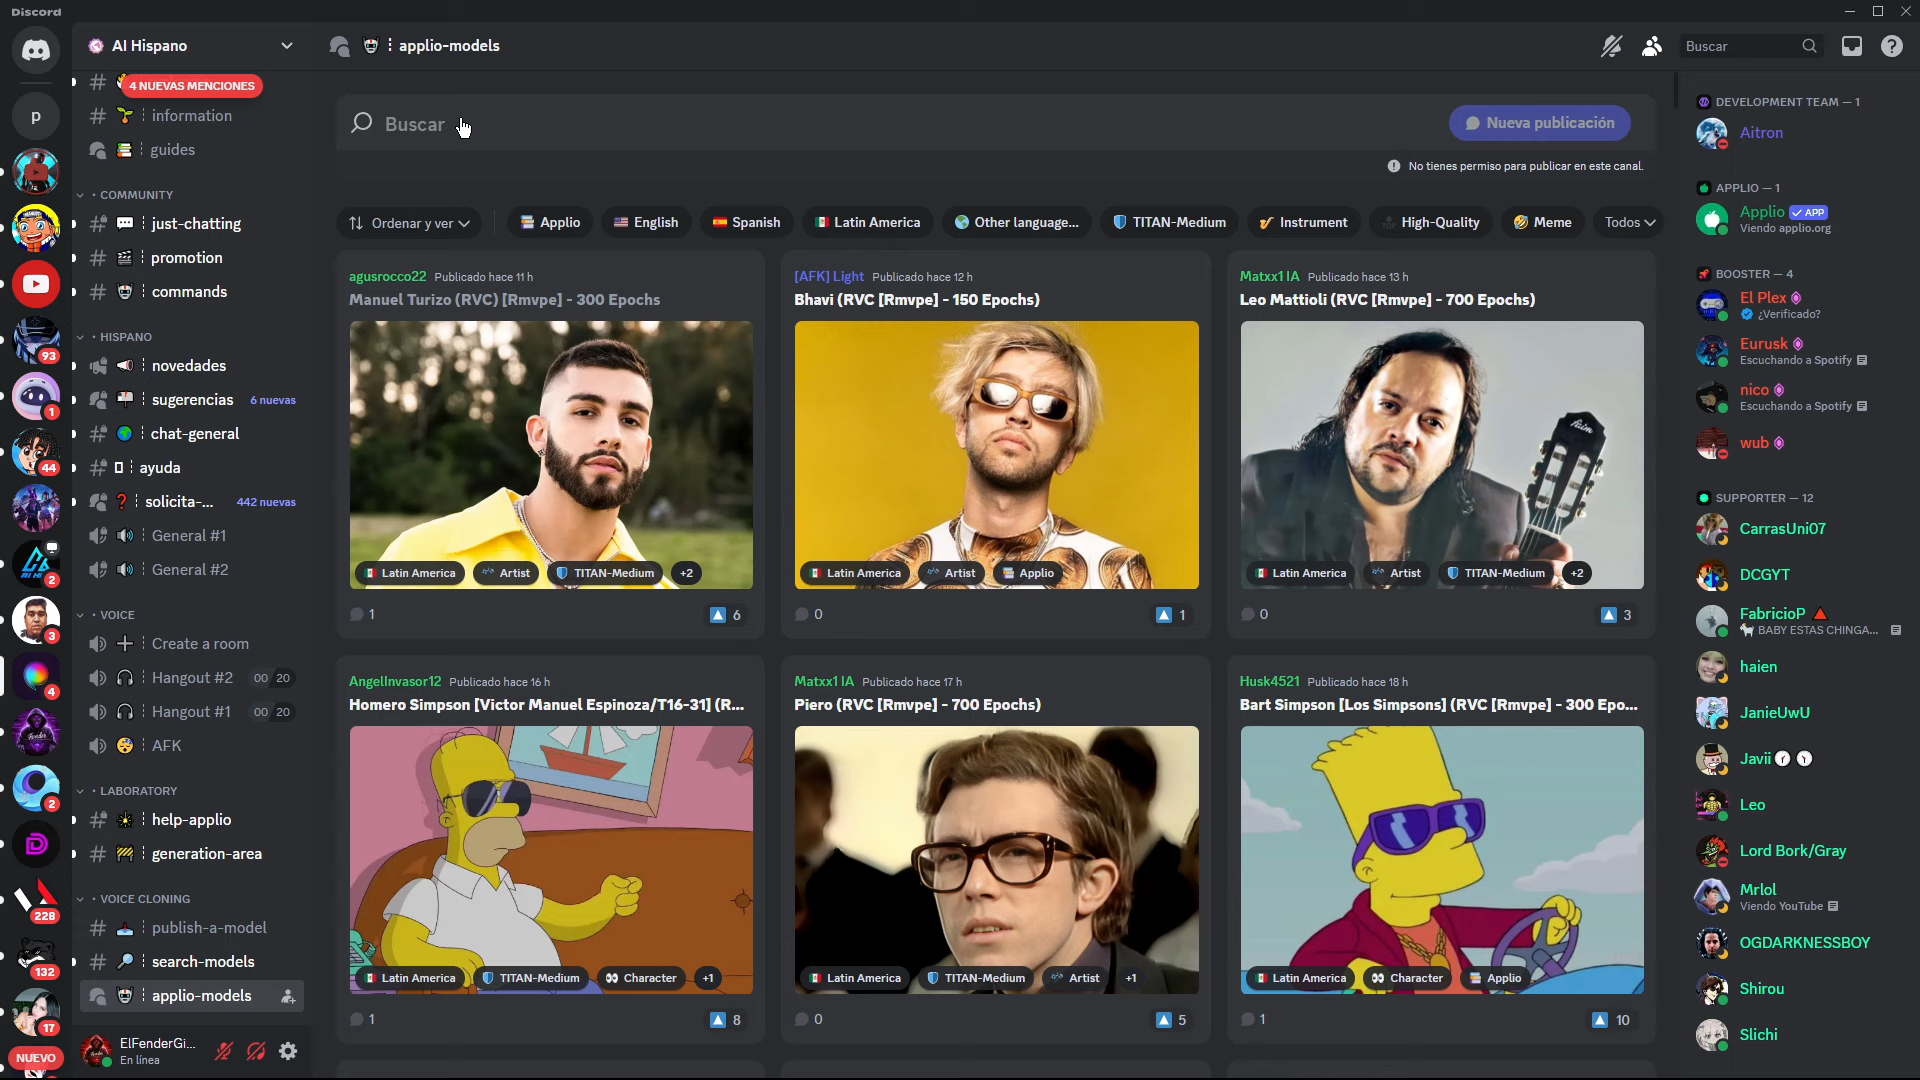 Discord
AI Hispano
4 NUEVAS MENCIONES
information
guides
COMMUNITY
just-chatting
promotion
commands
HISPANO
novedades
sugerencias 6 nuevas
chat-general
ayuda
solicita-... 442 nuevas
General #1
General #2
VOICE
Create a room
Hangout #2 00 20
Hangout #1 00 20
AFK
LABORATORY
help-applio
generation-area
VOICE CLONING
publish-a-model
search-models
applio-models
ElFenderGi...
En línea
p
93
1
44
2
3
4
2
228
132
17
NUEVO
applio-models
Buscar
Buscar
Nueva publicación
No tienes permiso para publicar en este canal.
Ordenar y ver
Applio
English
Spanish
Latin America
Other language...
TITAN-Medium
Instrument
High-Quality
Meme
Todos
agusrocco22 Publicado hace 11 h
Manuel Turizo (RVC) [Rmvpe] - 300 Epochs
Latin America Artist TITAN-Medium +2
1 6
[AFK] Light Publicado hace 12 h
Bhavi (RVC [Rmvpe] - 150 Epochs)
Latin America Artist Applio
0 1
Matxx1 IA Publicado hace 13 h
Leo Mattioli (RVC [Rmvpe] - 700 Epochs)
Latin America Artist TITAN-Medium +2
0 3
AngelInvasor12 Publicado hace 16 h
Homero Simpson [Victor Manuel Espinoza/T16-31] (R...
Latin America TITAN-Medium Character +1
1 8
Matxx1 IA Publicado hace 17 h
Piero (RVC [Rmvpe] - 700 Epochs)
Latin America TITAN-Medium Artist +1
0 5
Husk4521 Publicado hace 18 h
Bart Simpson [Los Simpsons] (RVC [Rmvpe] - 300 Epo...
Latin America Character Applio
1 10
DEVELOPMENT TEAM — 1
Aitron
APPLIO — 1
Applio APP
Viendo applio.org
BOOSTER — 4
El Plex
¿Verificado?
Eurusk
Escuchando a Spotify
nico
Escuchando a Spotify
wub
SUPPORTER — 12
CarrasUni07
DCGYT
FabricioP
BABY ESTAS CHINGA...
haien
JanieUwU
Javii
Leo
Lord Bork/Gray
Mrlol
Viendo YouTube
OGDARKNESSBOY
Shirou
Slichi